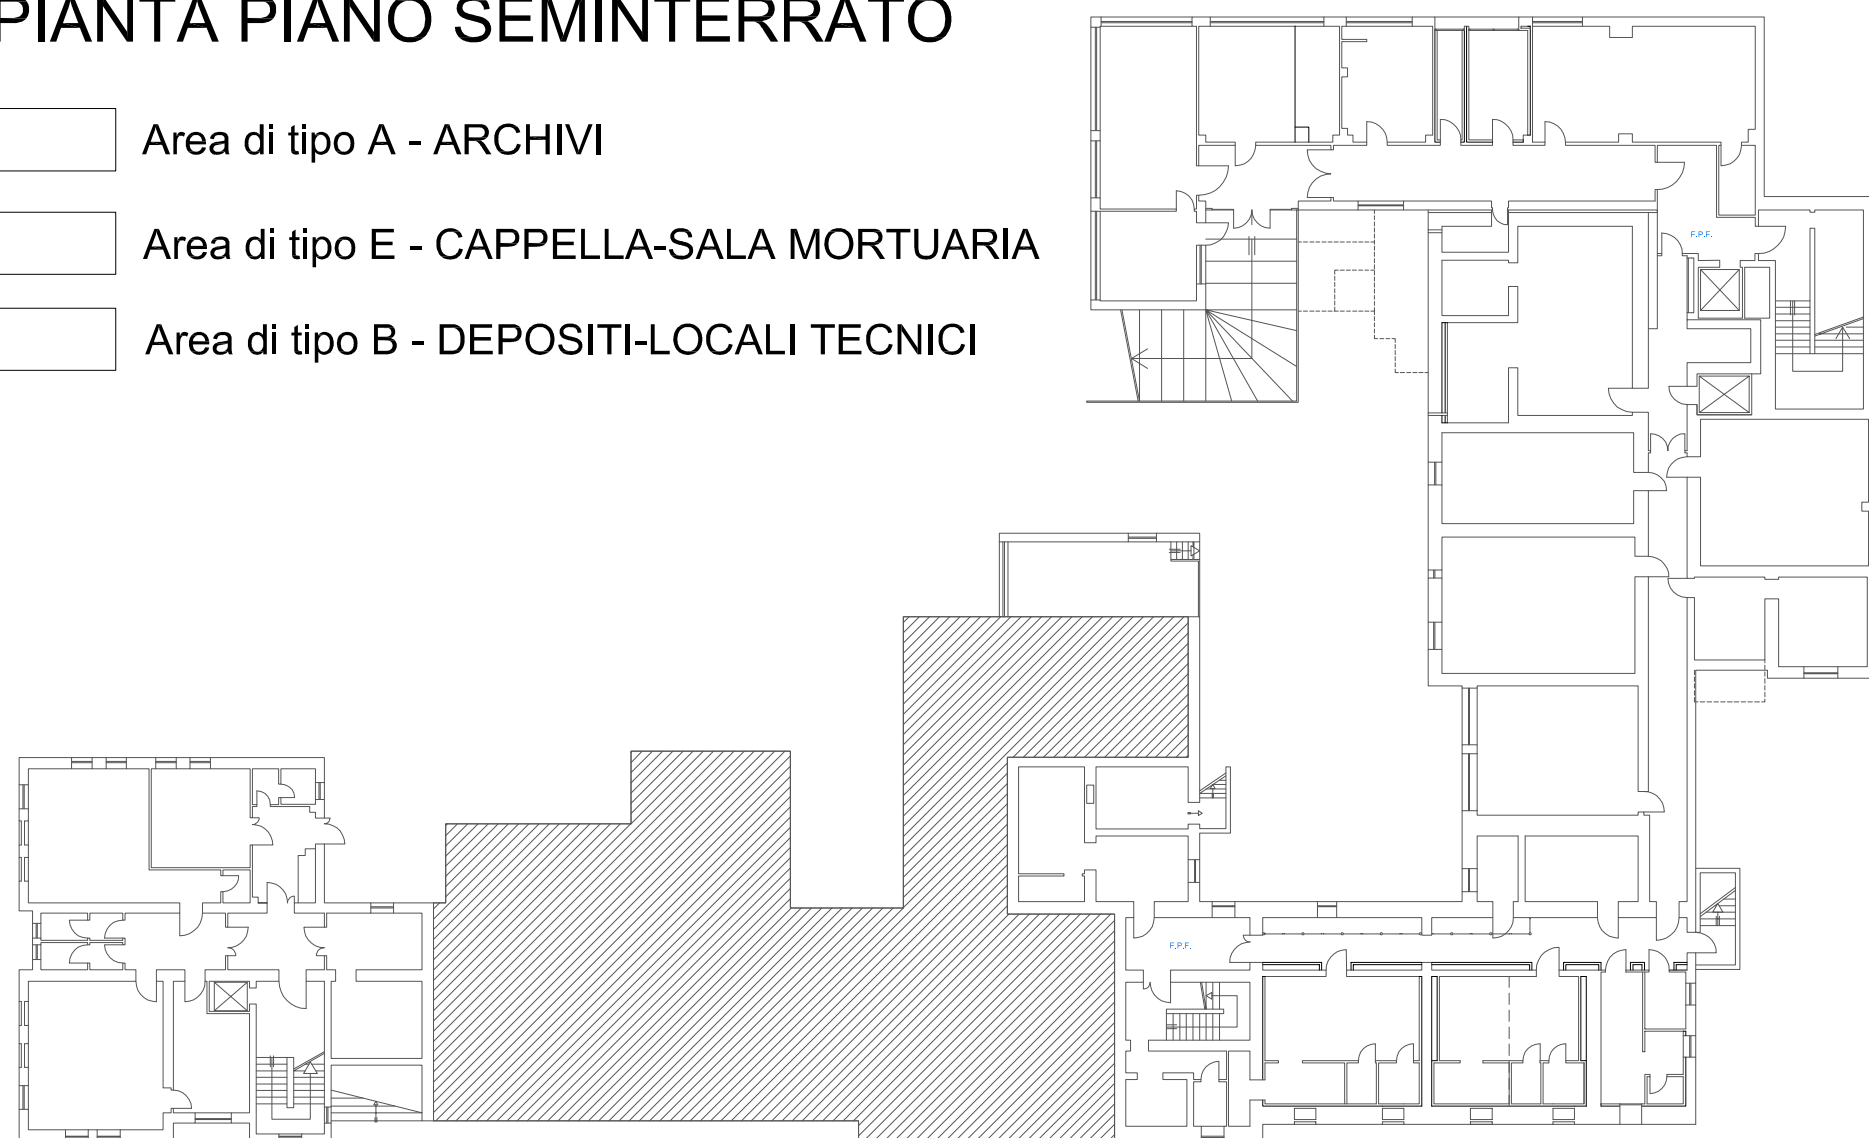 PIANTA PIANO SEMINTERRATO
Area di tipo A - ARCHIVI
Area di tipo E - CAPPELLA-SALA MORTUARIA
Area di tipo B - DEPOSITI-LOCALI TECNICI
F.P.F.
F.P.F.